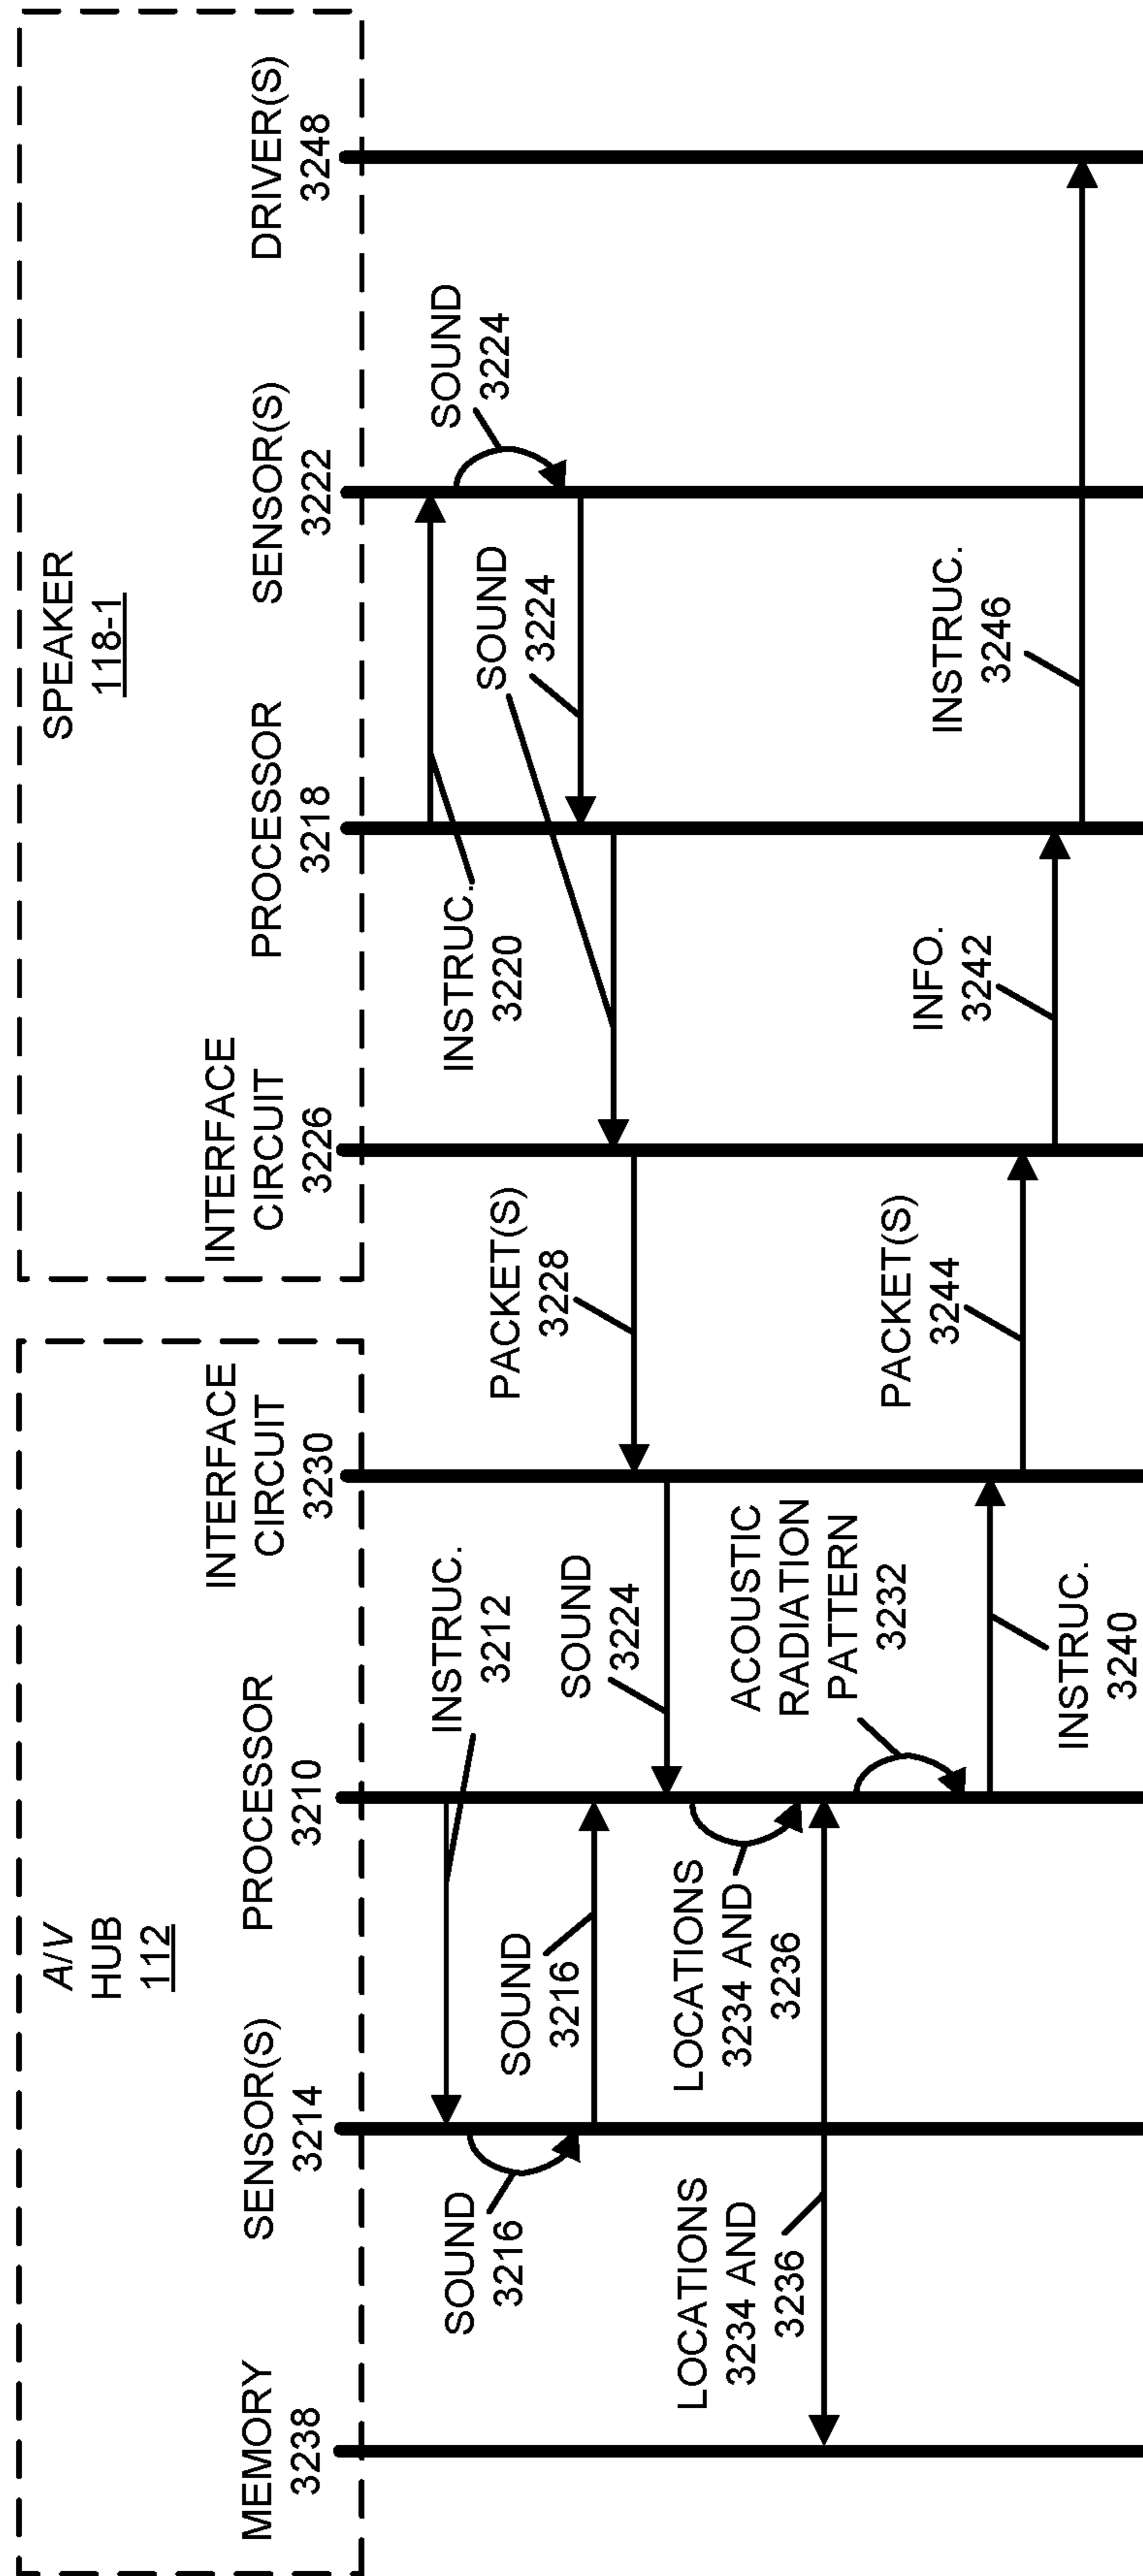 A/V
HUB
112
SPEAKER
118-1
MEMORY
3238
SENSOR(S)
3214
PROCESSOR
3210
INTERFACE
CIRCUIT
3230
INTERFACE
CIRCUIT
3226
PROCESSOR
3218
SENSOR(S)
3222
DRIVER(S)
3248
INSTRUC.
3212
INSTRUC.
3220
SOUND
3224
SOUND
3216
SOUND
3216
SOUND
3224
PACKET(S)
3228
SOUND
3224
LOCATIONS
3234 AND
3236
LOCATIONS
3234 AND
3236
ACOUSTIC
RADIATION
PATTERN
3232
INSTRUC.
3240
PACKET(S)
3244
INFO.
3242
INSTRUC.
3246